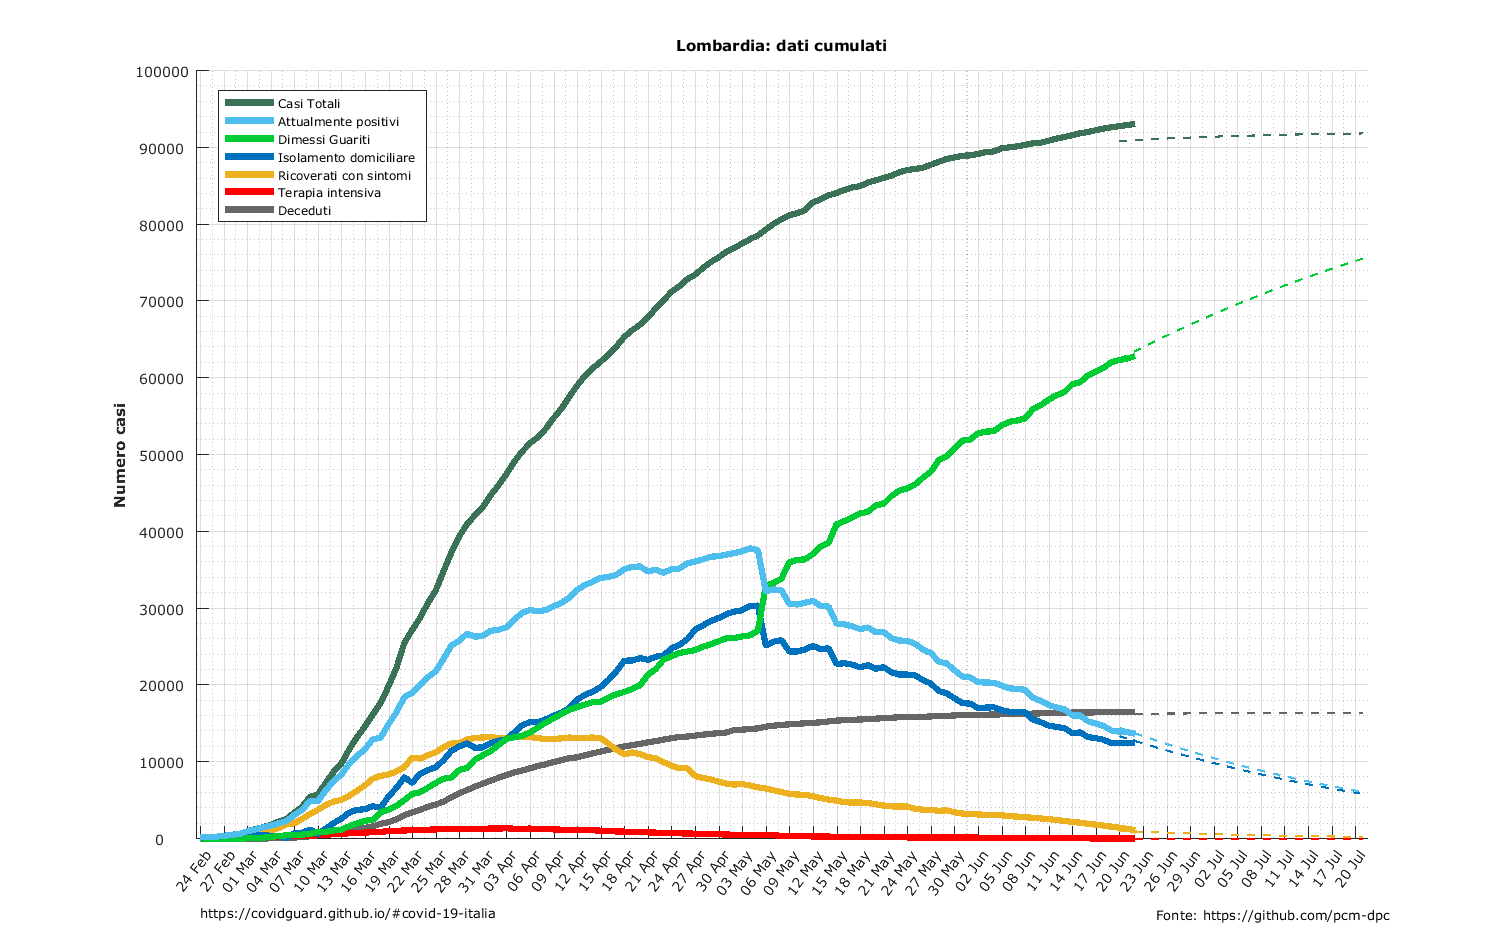 Lombardia: dati cumulati
100000
90000
80000
70000
60000
50000
40000
30000
20000
10000
0
Numero casi
Casi Totali
Attualmente positivi
Dimessi Guariti
Isolamento domiciliare
Ricoverati con sintomi
Terapia intensiva
Deceduti
24 Feb
27 Feb
01 Mar
04 Mar
07 Mar
10 Mar
13 Mar
16 Mar
19 Mar
22 Mar
25 Mar
28 Mar
31 Mar
03 Apr
06 Apr
09 Apr
12 Apr
15 Apr
18 Apr
21 Apr
24 Apr
27 Apr
30 Apr
03 May
06 May
09 May
12 May
15 May
18 May
21 May
24 May
27 May
30 May
02 Jun
05 Jun
08 Jun
11 Jun
14 Jun
17 Jun
20 Jun
23 Jun
26 Jun
29 Jun
02 Jul
05 Jul
08 Jul
11 Jul
14 Jul
17 Jul
20 Jul
https://covidguard.github.io/#covid-19-italia
Fonte: https://github.com/pcm-dpc